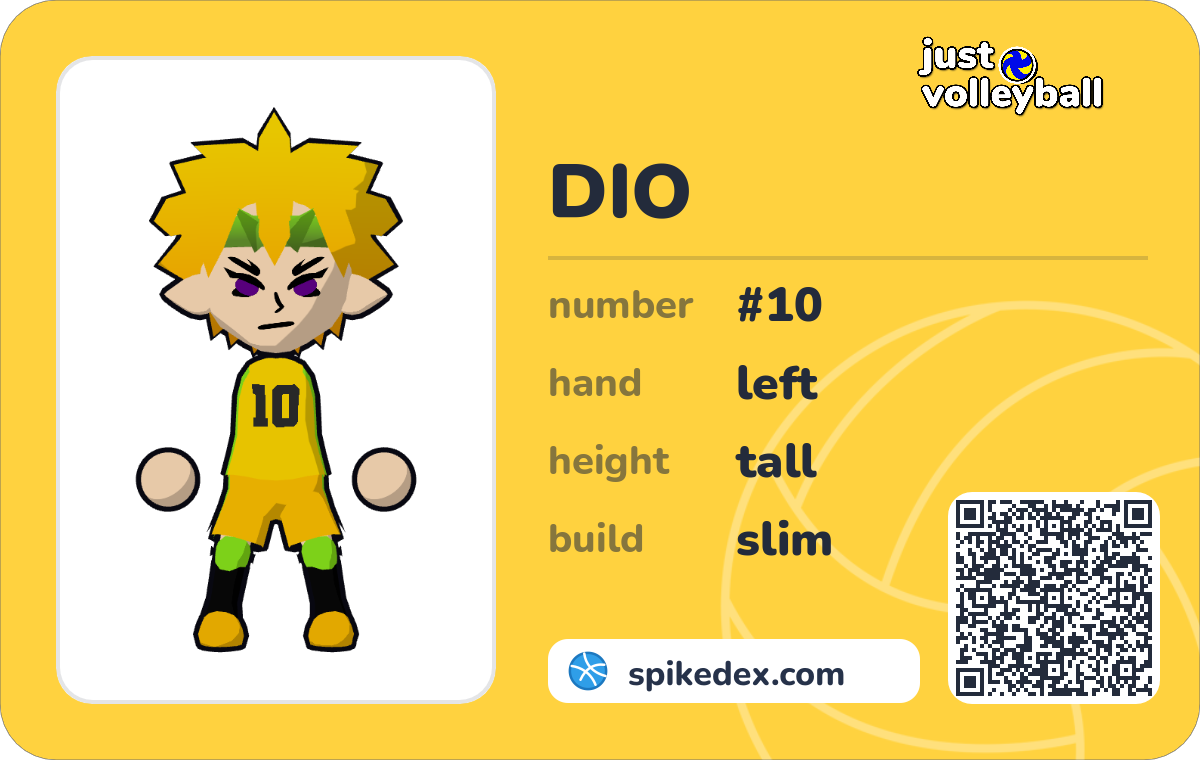 just
volleyball
DIO
number #10
hand left
height tall
build slim
10
spikedex.com